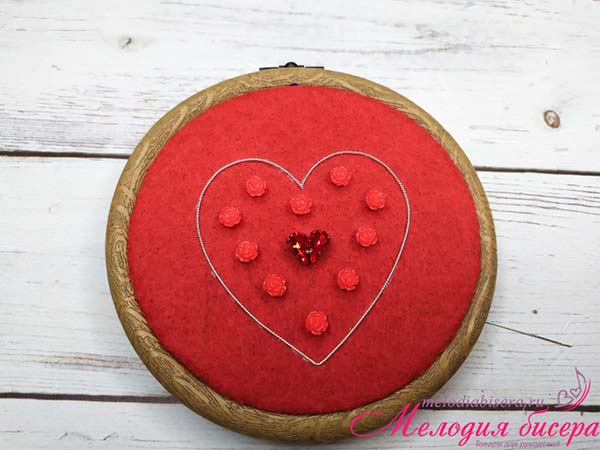 melodiabisera.ru
Мелодия бисера
Товары для рукоделия